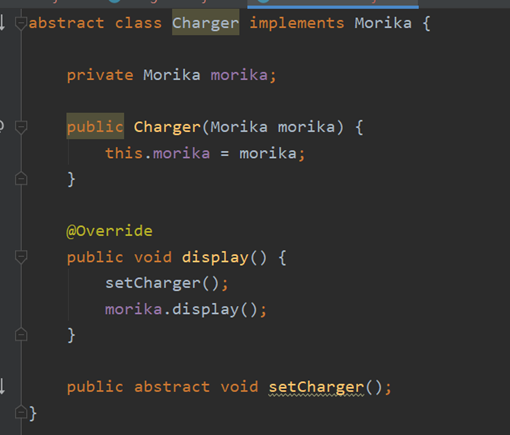 abstract class Charger implements Morika {
private Morika morika;
public Charger(Morika morika) {
this.morika = morika;
}
@Override
public void display() {
setCharger();
morika.display();
}
public abstract void setCharger();
}